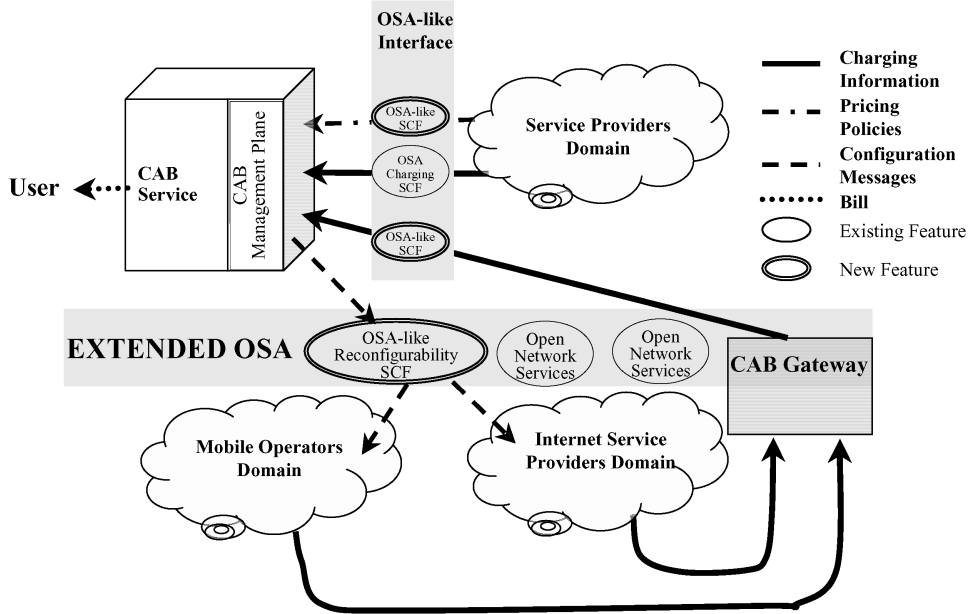 OSA-like
Interface
Charging
Information
Pricing
Policies
Configuration
Messages
Bill
Existing Feature
New Feature
OSA-like
SCF
Service Providers
Domain
OSA
Charging
SCF
OSA-like
SCF
User
CAB
Service
CAB
Management Plane
EXTENDED OSA
OSA-like
Reconfigurability
SCF
Open
Network
Services
Open
Network
Services
CAB Gateway
Mobile Operators
Domain
Internet Service
Providers Domain